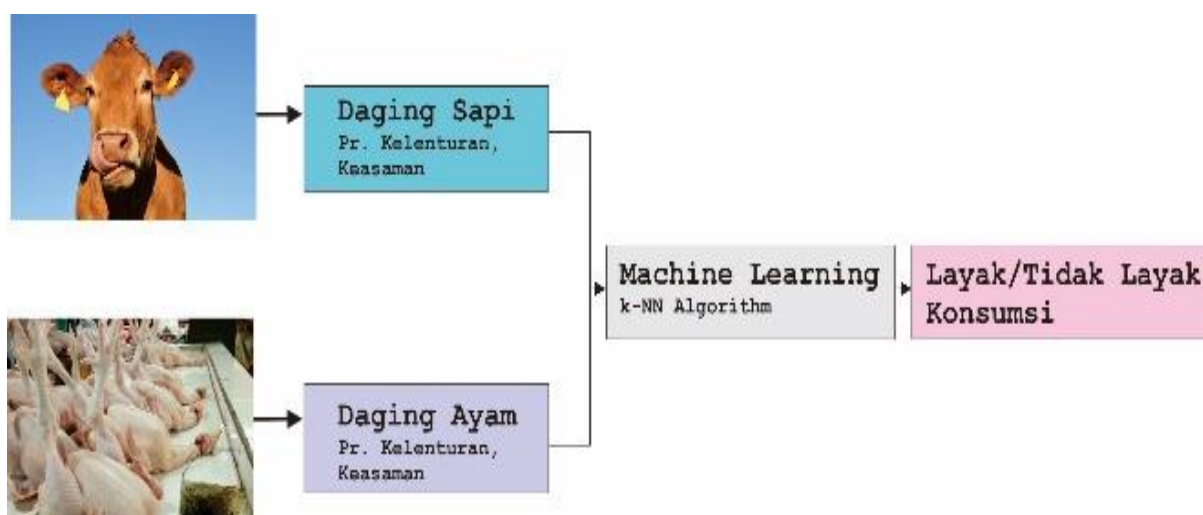 Daging Sapi
Pr. Kelenturan,
Keasaman
Machine Learning
k-NN Algorithm
Layak/Tidak Layak
Konsumsi
Daging Ayam
Pr. Kelenturan,
Keasaman